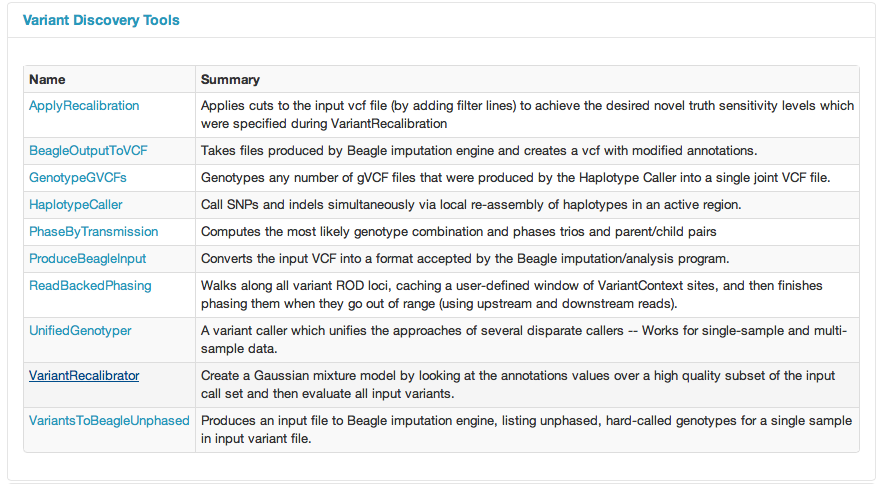 Variant Discovery Tools
Name Summary
ApplyRecalibration Applies cuts to the input vcf file (by adding filter lines) to achieve the desired novel truth sensitivity levels which
were specified during VariantRecalibration
BeagleOutputToVCF Takes files produced by Beagle imputation engine and creates a vcf with modified annotations.
GenotypeGVCFs Genotypes any number of gVCF files that were produced by the Haplotype Caller into a single joint VCF file.
HaplotypeCaller Call SNPs and indels simultaneously via local re-assembly of haplotypes in an active region.
PhaseByTransmission Computes the most likely genotype combination and phases trios and parent/child pairs
ProduceBeagleInput Converts the input VCF into a format accepted by the Beagle imputation/analysis program.
ReadBackedPhasing Walks along all variant ROD loci, caching a user-defined window of VariantContext sites, and then finishes
phasing them when they go out of range (using upstream and downstream reads).
UnifiedGenotyper A variant caller which unifies the approaches of several disparate callers -- Works for single-sample and multi-
sample data.
VariantRecalibrator Create a Gaussian mixture model by looking at the annotations values over a high quality subset of the input
call set and then evaluate all input variants.
VariantsToBeagleUnphased Produces an input file to Beagle imputation engine, listing unphased, hard-called genotypes for a single sample
in input variant file.